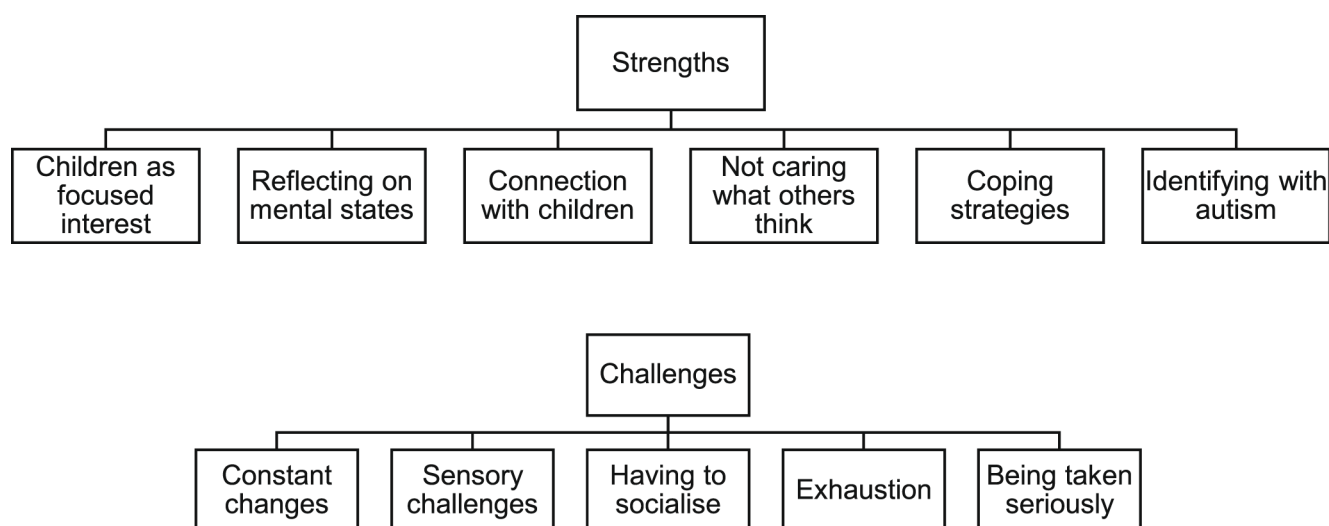 Strengths
Children as
focused
interest
Reflecting on
mental states
Connection
with children
Not caring
what others
think
Coping
strategies
Identifying with
autism
Challenges
Constant
changes
Sensory
challenges
Having to
socialise
Exhaustion
Being taken
seriously